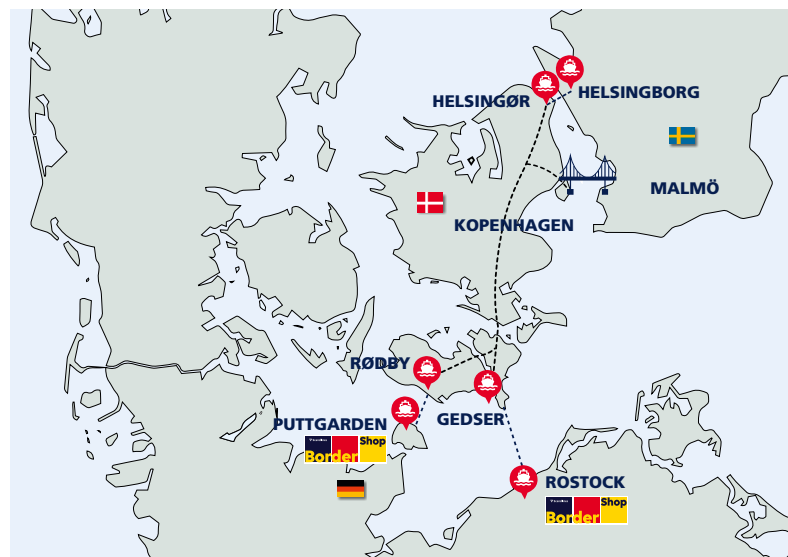 HELSINGØR
HELSINGBORG
MALMÖ
KOPENHAGEN
RØDBY
PUTTGARDEN
GEDSER
Shop
Border
ROSTOCK
Shop
Border